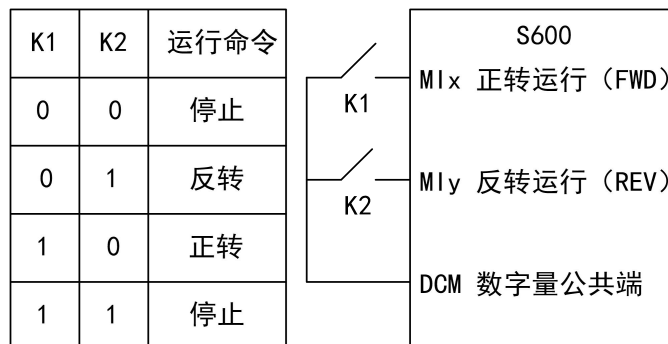 K1 K2 运行命令
0 0 停止
0 1 反转
1 0 正转
1 1 停止
S600
K1
MIx 正转运行（FWD）
K2
MIy 反转运行（REV）
DCM 数字量公共端